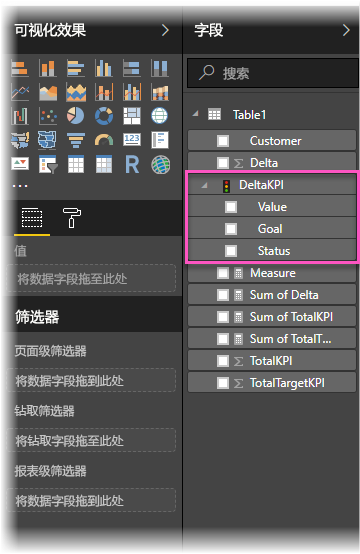 可视化效果
R
123
...
值
将数据字段拖至此处
筛选器
页面级筛选器
将数据字段拖到此处
钻取筛选器
将钻取字段拖至此处
报表级筛选器
将数据字段拖到此处
字段
搜索
Table1
Customer
Σ Delta
DeltaKPI
Value
Goal
Status
Measure
Sum of Delta
Sum of TotalKPI
Sum of TotalT...
Σ TotalKPI
Σ TotalTargetKPI